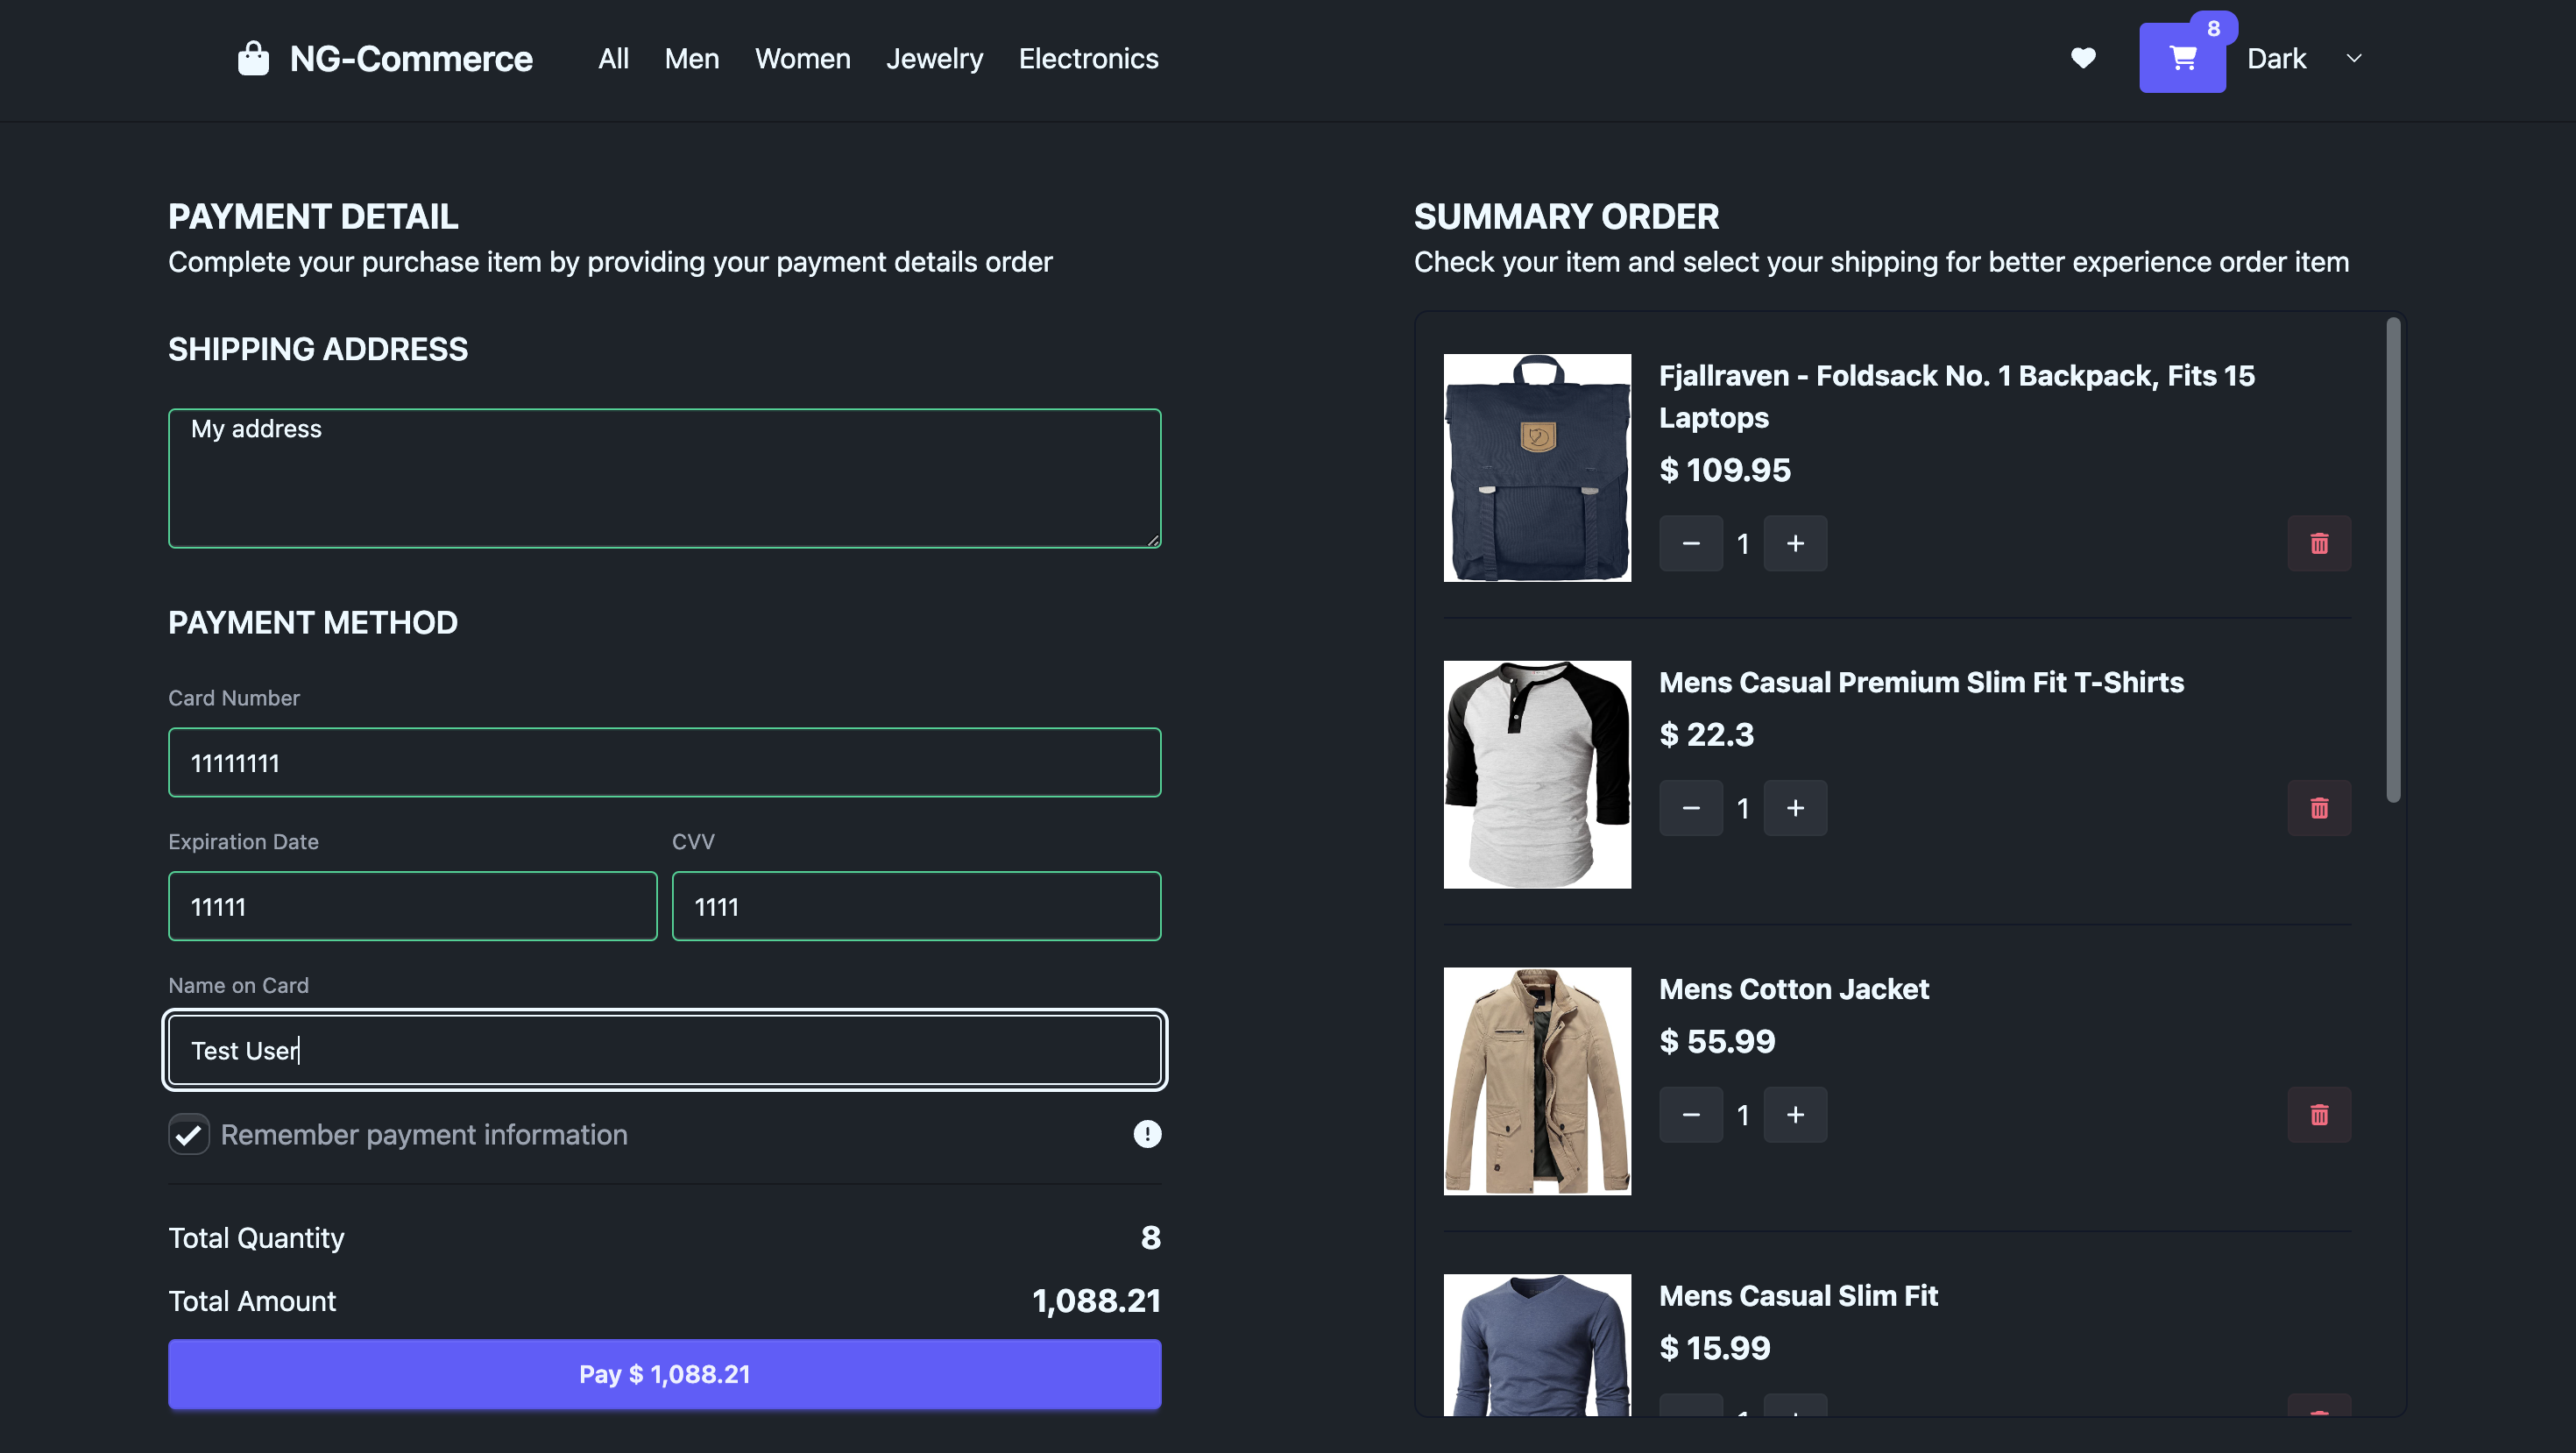 NG-Commerce
All
Men
Women
Jewelry
Electronics
8
Dark
PAYMENT DETAIL
Complete your purchase item by providing your payment details order
SHIPPING ADDRESS
My address
PAYMENT METHOD
Card Number
11111111
Expiration Date
CVV
11111
1111
Name on Card
Test User
Remember payment information
Total Quantity
8
Total Amount
1,088.21
Pay $ 1,088.21
SUMMARY ORDER
Check your item and select your shipping for better experience order item
Fjallraven - Foldsack No. 1 Backpack, Fits 15
Laptops
$ 109.95
1
Mens Casual Premium Slim Fit T-Shirts
$ 22.3
1
Mens Cotton Jacket
$ 55.99
1
Mens Casual Slim Fit
$ 15.99